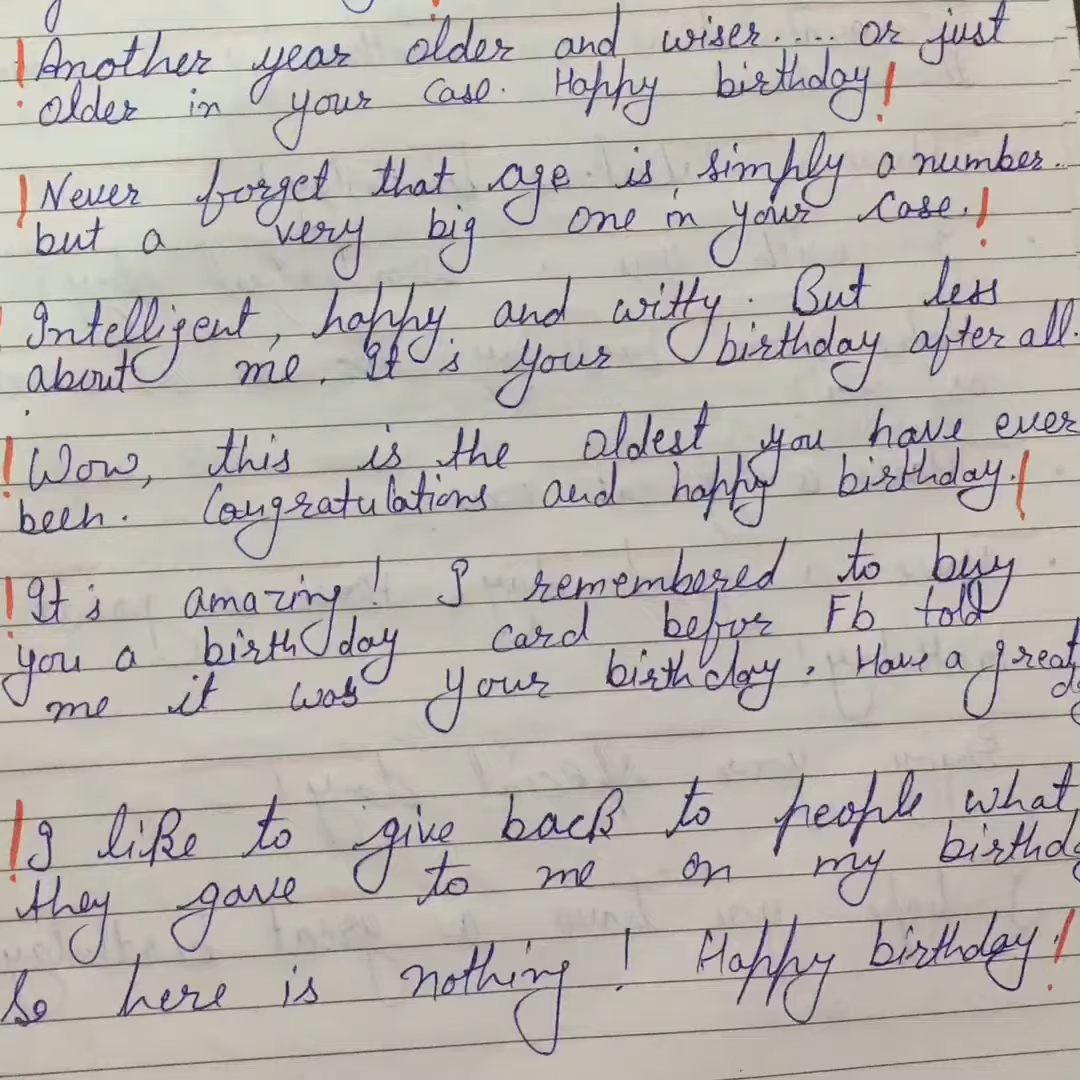 ! Another year older and wiser.... or just
older in your case. Happy birthday!
! Never forget that age is simply a number.
but a very big one in your case.!
Intelligent, happy and witty. But less
about me. It's your birthday after all.
! Wow, this is the oldest you have ever
been. Congratulations and happy birthday.!
! It's amazing! I remembered to buy
you a birthday card befor Fb told
me it was your birthday. Have a great
! I like to give back to people what
they gave to me on my birthd
So here is nothing! Happy birthday.!